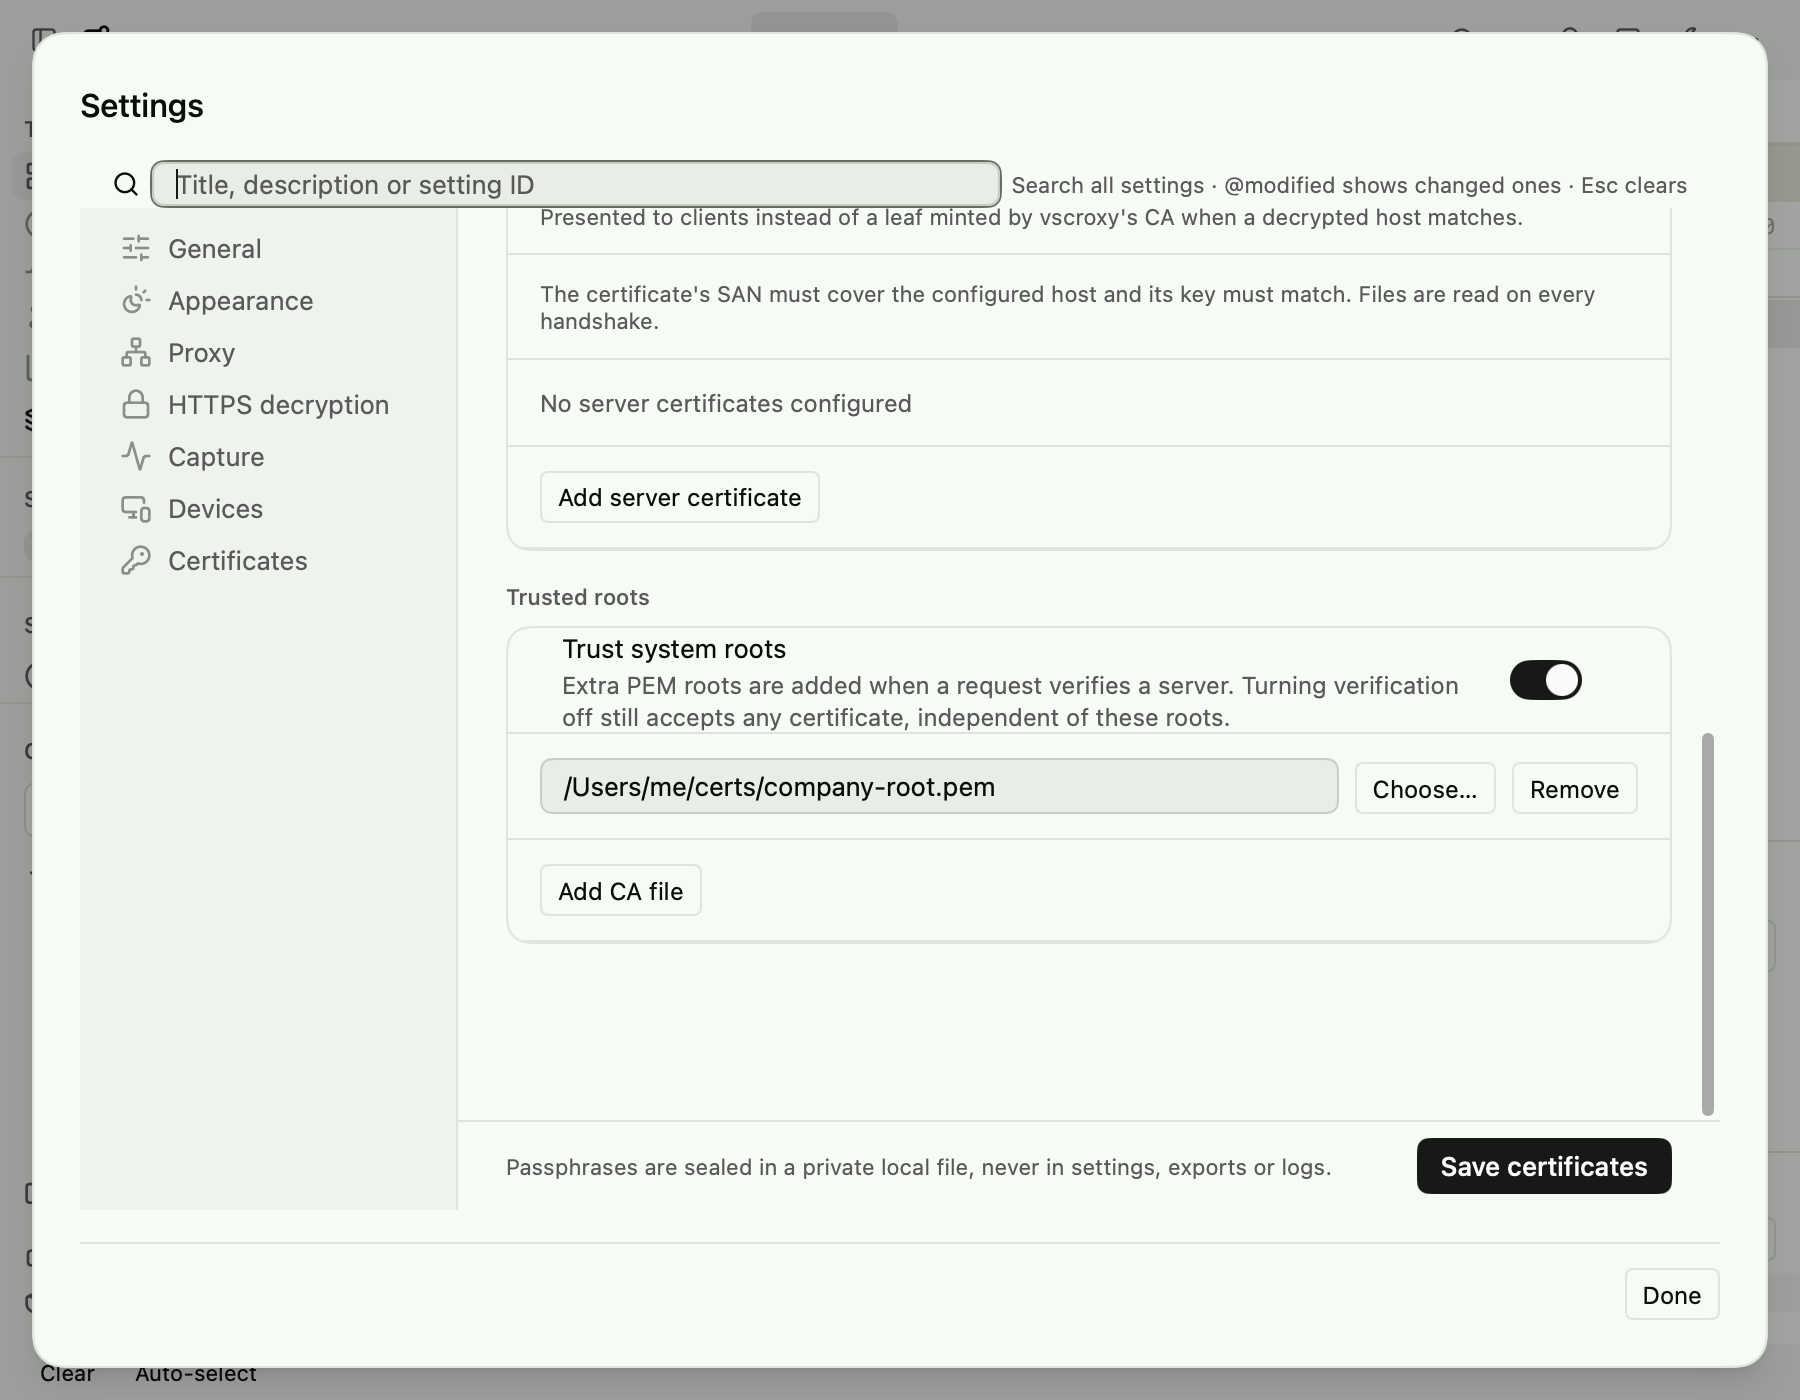 Settings
Title, description or setting ID
Search all settings · @modified shows changed ones · Esc clears
General
Appearance
Proxy
HTTPS decryption
Capture
Devices
Certificates
Presented to clients instead of a leaf minted by vscroxy's CA when a decrypted host matches.
The certificate's SAN must cover the configured host and its key must match. Files are read on every
handshake.
No server certificates configured
Add server certificate
Trusted roots
Trust system roots
Extra PEM roots are added when a request verifies a server. Turning verification
off still accepts any certificate, independent of these roots.
/Users/me/certs/company-root.pem
Choose...
Remove
Add CA file
Passphrases are sealed in a private local file, never in settings, exports or logs.
Save certificates
Done
Clear
Auto-select